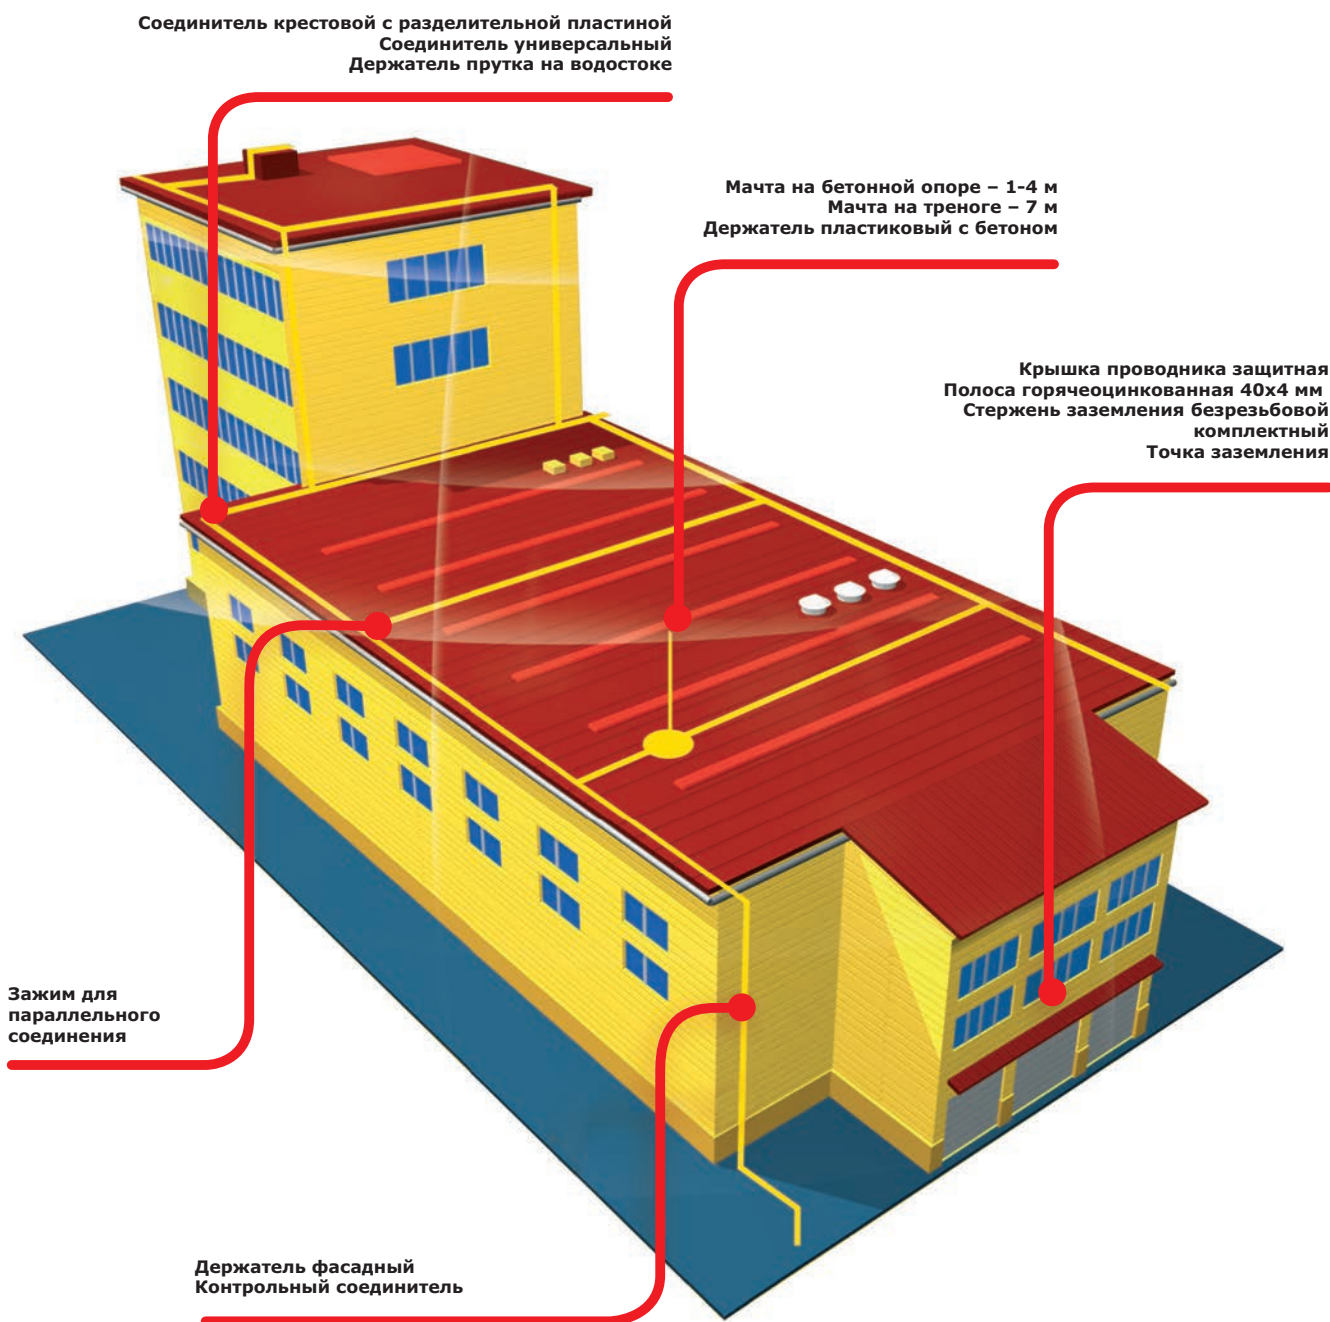 Соединитель крестовой с разделительной пластиной
Соединитель универсальный
Держатель прутка на водостоке
Мачта на бетонной опоре – 1-4 м
Мачта на треноге – 7 м
Держатель пластиковый с бетоном
Крышка проводника защитная
Полоса горячеоцинкованная 40х4 мм
Стержень заземления безрезьбовой
комплектный
Точка заземления
Зажим для
параллельного
соединения
Держатель фасадный
Контрольный соединитель